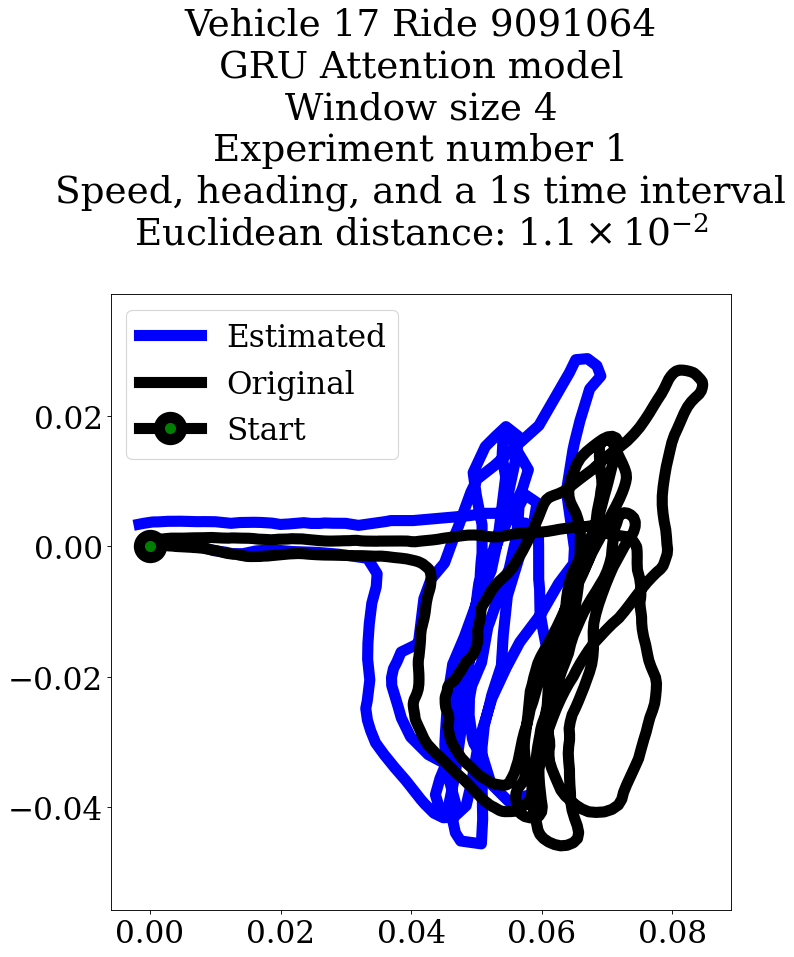 Vehicle 17 Ride 9091064
GRU Attention model
Window size 4
Experiment number 1
Speed, heading, and a 1s time interval
Euclidean distance: 1.1 × 10⁻²
Estimated
Original
Start
0.02
0.00
−0.02
−0.04
0.00 0.02 0.04 0.06 0.08